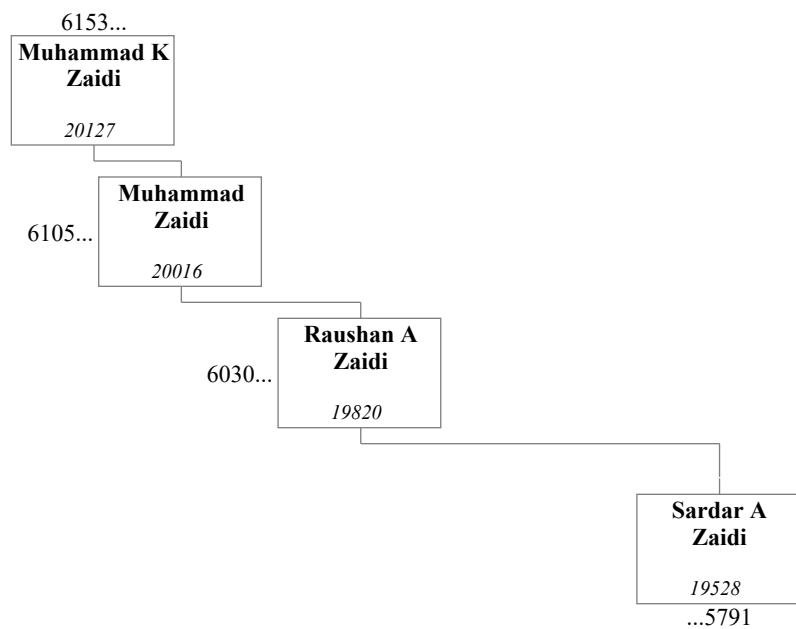 6153...
Muhammad K
Zaidi
20127
Muhammad
Zaidi
6105...
20016
Raushan A
Zaidi
6030...
19820
Sardar A
Zaidi
19528
...5791